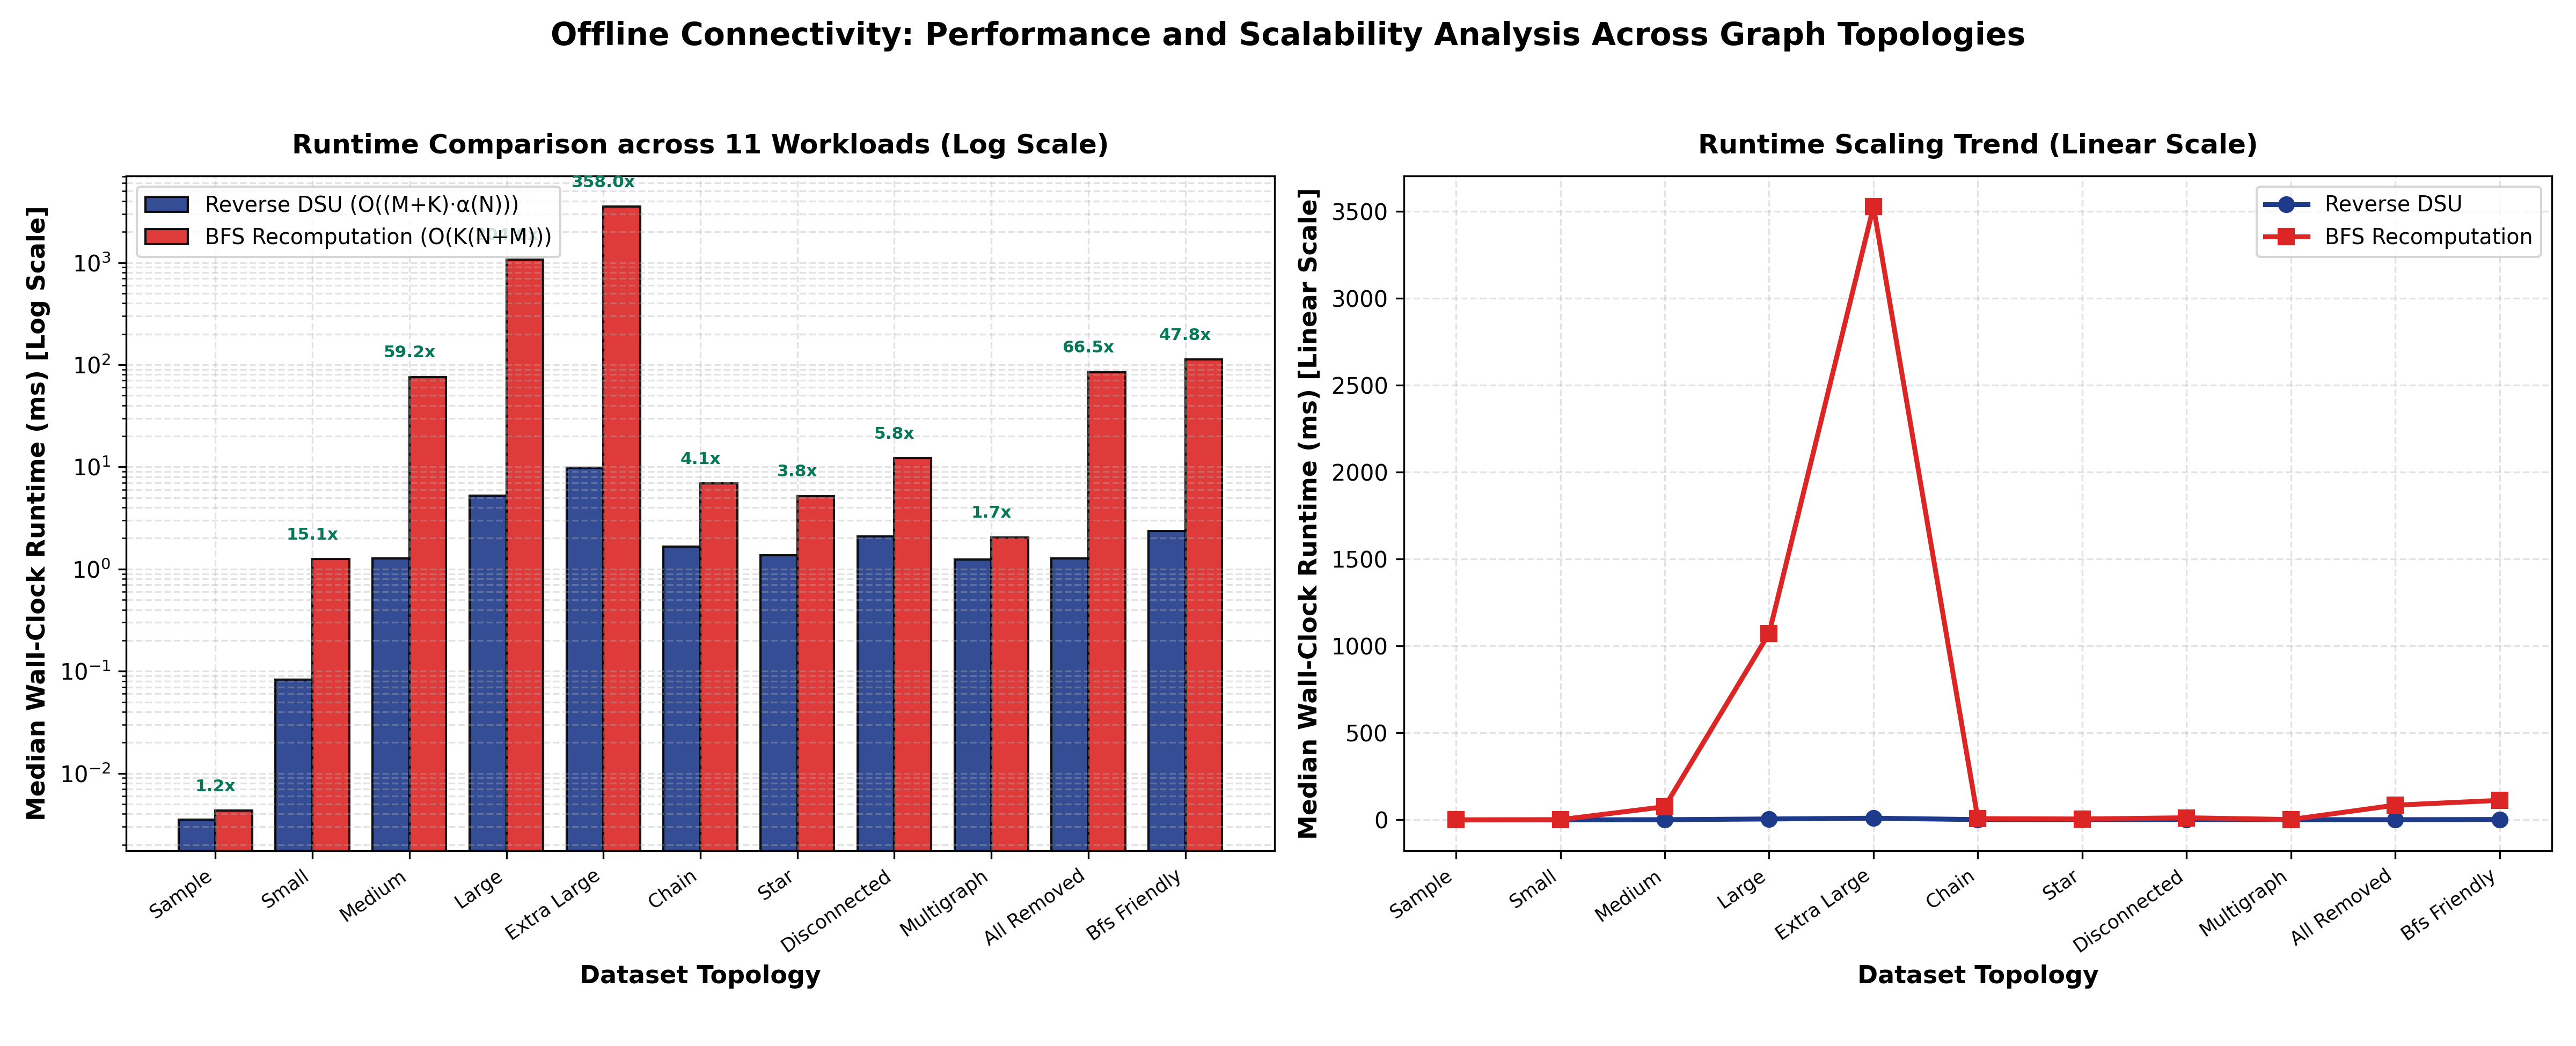 Offline Connectivity: Performance and Scalability Analysis Across Graph Topologies
Runtime Comparison across 11 Workloads (Log Scale)
Median Wall-Clock Runtime (ms) [Log Scale]
Reverse DSU (O((M+K)·α(N)))
BFS Recomputation (O(K(N+M)))
10³
10²
10¹
10⁰
10⁻¹
10⁻²
1.2x
15.1x
59.2x
358.0x
4.1x
3.8x
5.8x
1.7x
66.5x
47.8x
Sample
Small
Medium
Large
Extra Large
Chain
Star
Disconnected
Multigraph
All Removed
Bfs Friendly
Dataset Topology
Runtime Scaling Trend (Linear Scale)
Median Wall-Clock Runtime (ms) [Linear Scale]
Reverse DSU
BFS Recomputation
3500
3000
2500
2000
1500
1000
500
0
Sample
Small
Medium
Large
Extra Large
Chain
Star
Disconnected
Multigraph
All Removed
Bfs Friendly
Dataset Topology